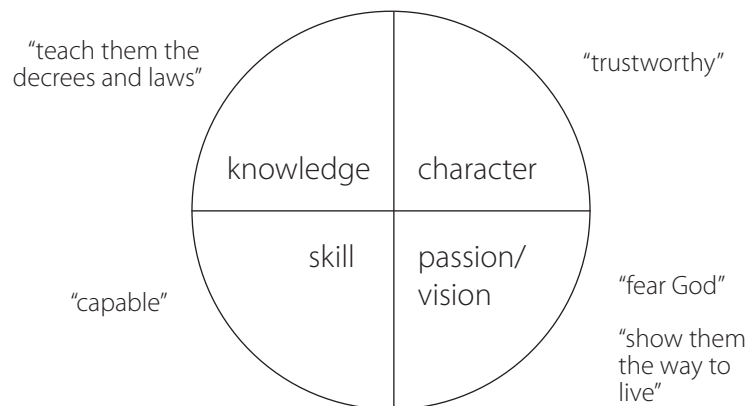 “teach them the
decrees and laws”
“trustworthy”
knowledge
character
skill
passion/
vision
“capable”
“fear God”
“show them
the way to
live”